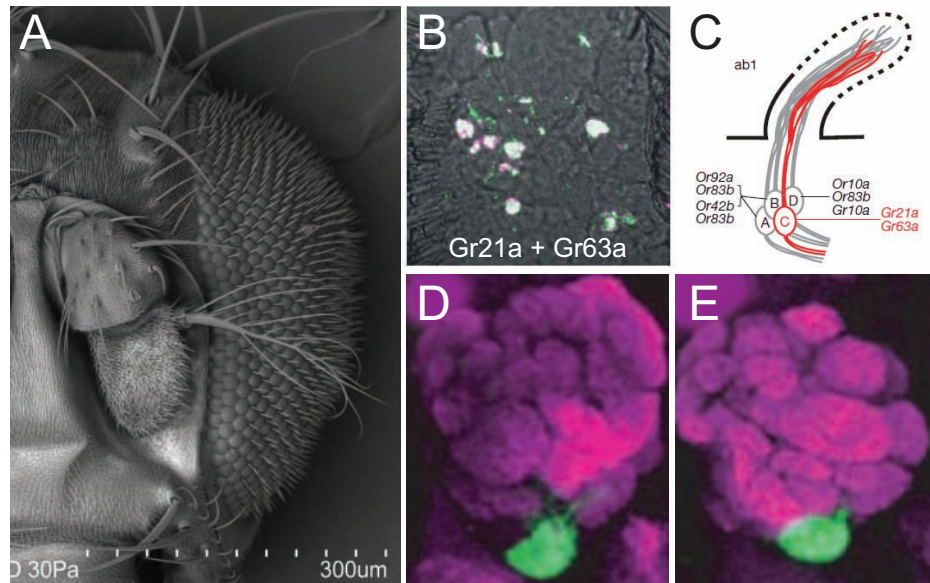 A
B
C
ab1
Or92a
Or83b
Or42b
Or83b
B
D
A
C
Or10a
Or83b
Gr10a
Gr21a
Gr63a
Gr21a + Gr63a
D
E
D 30Pa
300um